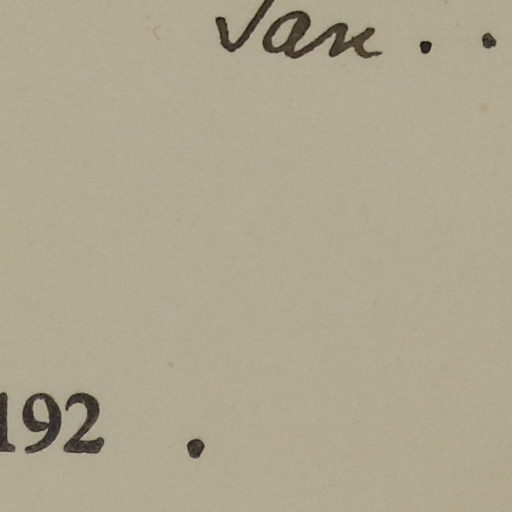 Jan . .
192 .